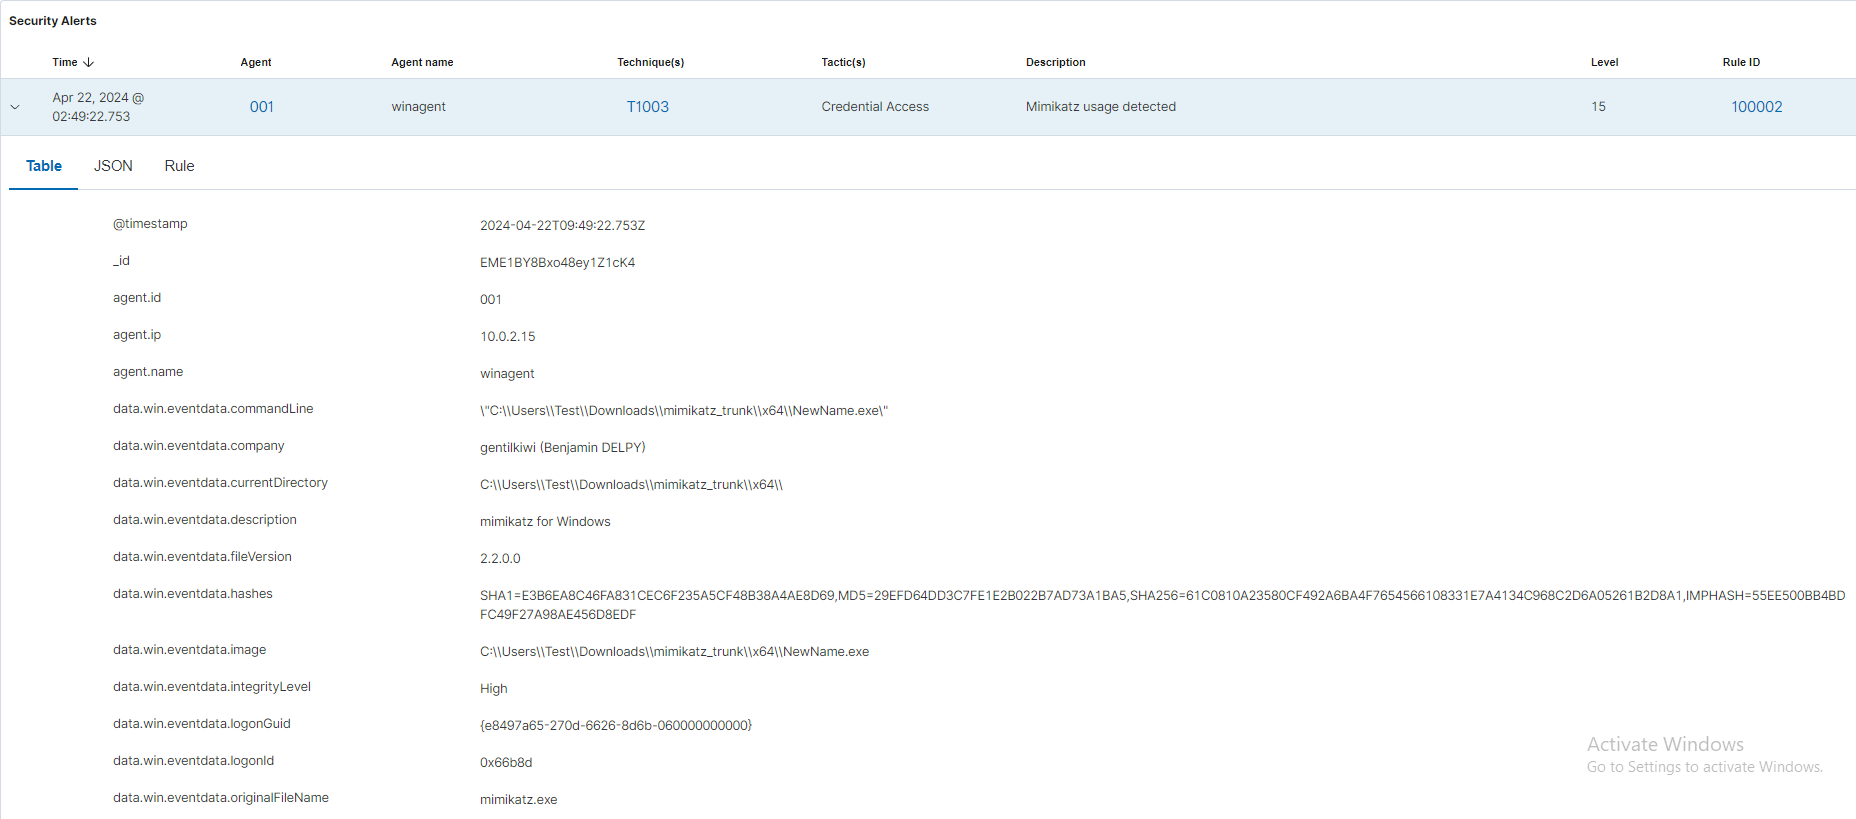 Security Alerts
Time Agent Agent name Technique(s) Tactic(s) Description Level Rule ID
Apr 22, 2024 @
02:49:22.753 001 winagent T1003 Credential Access Mimikatz usage detected 15 100002
Table JSON Rule
@timestamp 2024-04-22T09:49:22.753Z
_id EME1BY8Bxo48ey1Z1cK4
agent.id 001
agent.ip 10.0.2.15
agent.name winagent
data.win.eventdata.commandLine \"C:\\Users\\Test\\Downloads\\mimikatz_trunk\\x64\\NewName.exe\"
data.win.eventdata.company gentilkiwi (Benjamin DELPY)
data.win.eventdata.currentDirectory C:\\Users\\Test\\Downloads\\mimikatz_trunk\\x64\\
data.win.eventdata.description mimikatz for Windows
data.win.eventdata.fileVersion 2.2.0.0
data.win.eventdata.hashes SHA1=E3B6EA8C46FA831CEC6F235A5CF48B38A4AE8D69,MD5=29EFD64DD3C7FE1E2B022B7AD73A1BA5,SHA256=61C0810A23580CF492A6BA4F7654566108331E7A4134C968C2D6A05261B2D8A1,IMPHASH=55EE500BB4BD
FC49F27A98AE456D8EDF
data.win.eventdata.image C:\\Users\\Test\\Downloads\\mimikatz_trunk\\x64\\NewName.exe
data.win.eventdata.integrityLevel High
data.win.eventdata.logonGuid {e8497a65-270d-6626-8d6b-060000000000}
data.win.eventdata.logonId 0x66b8d
data.win.eventdata.originalFileName mimikatz.exe
Activate Windows
Go to Settings to activate Windows.